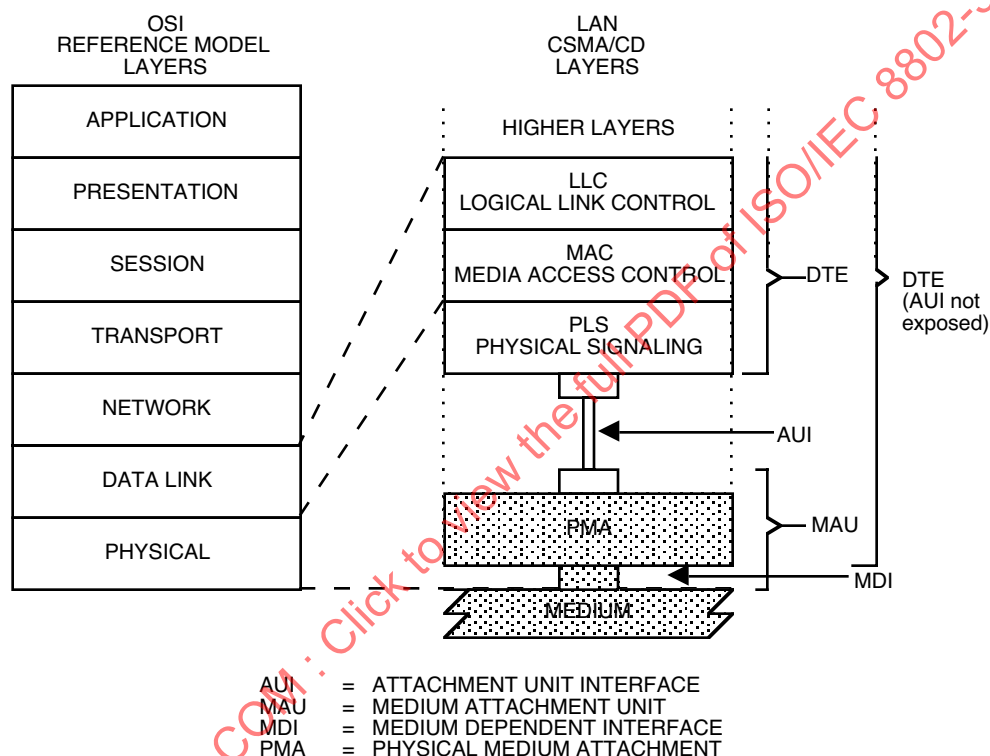 OSI
REFERENCE MODEL
LAYERS
APPLICATION
PRESENTATION
SESSION
TRANSPORT
NETWORK
DATA LINK
PHYSICAL
LAN
CSMA/CD
LAYERS
HIGHER LAYERS
LLC
LOGICAL LINK CONTROL
MAC
MEDIA ACCESS CONTROL
PLS
PHYSICAL SIGNALING
DTE
DTE
(AUI not
exposed)
AUI
PMA
MAU
MDI
MEDIUM
AUI = ATTACHMENT UNIT INTERFACE
MAU = MEDIUM ATTACHMENT UNIT
MDI = MEDIUM DEPENDENT INTERFACE
PMA = PHYSICAL MEDIUM ATTACHMENT
COM : Click to view the full PDF of ISO/IEC 8802-